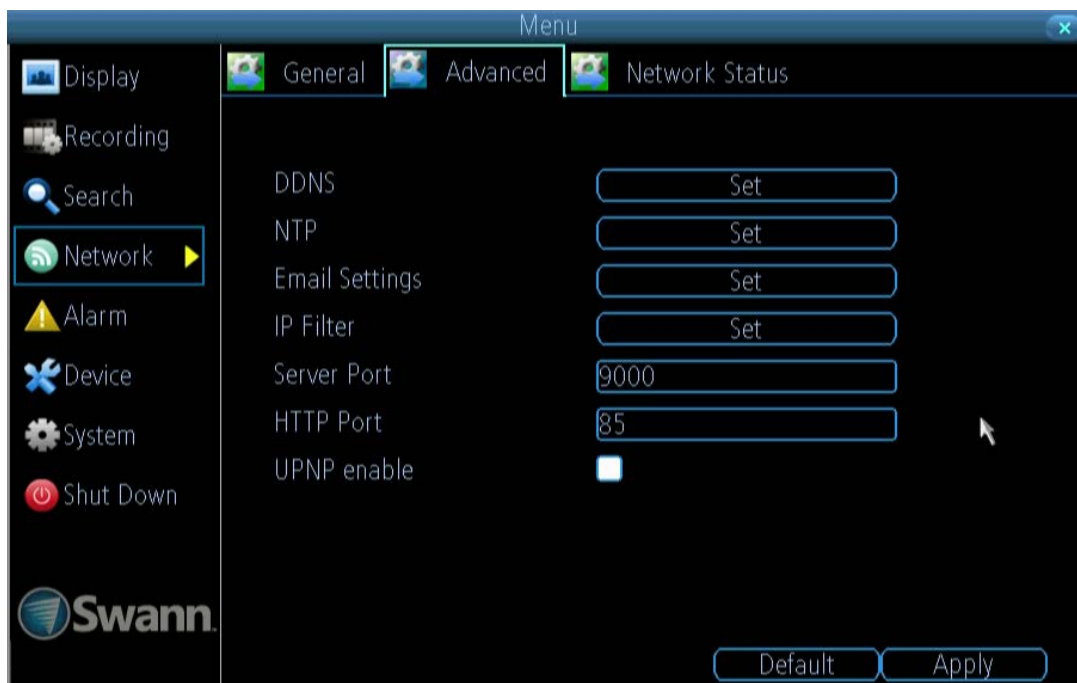 Menu
Display
Recording
Search
Network
Alarm
Device
System
Shut Down
Swann
General Advanced Network Status
DDNS Set
NTP Set
Email Settings Set
IP Filter Set
Server Port 9000
HTTP Port 85
UPNP enable
Default Apply